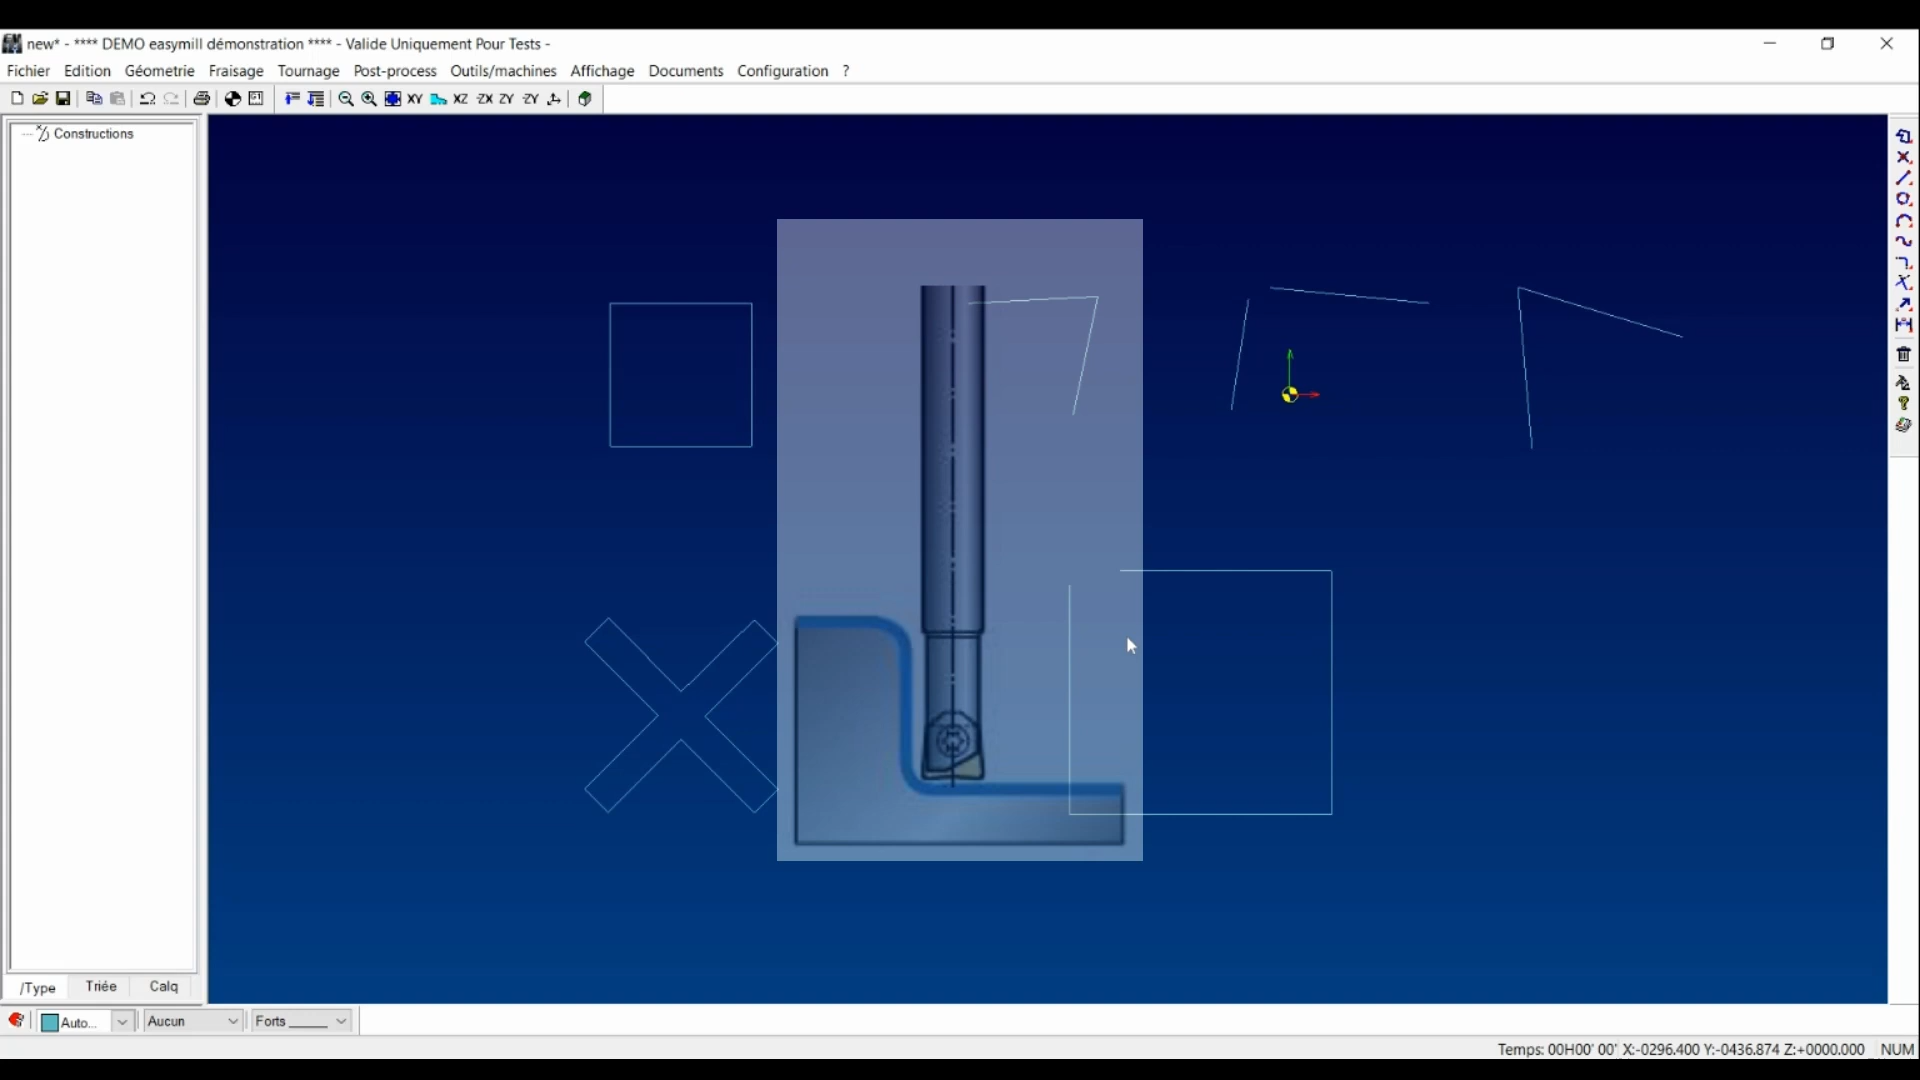 new* - **** DEMO easymill démonstration **** - Valide Uniquement Pour Tests -
Fichier Edition Géometrie Fraisage Tournage Post-process Outils/machines Affichage Documents Configuration ?
XY XZ -ZX ZY -ZY
Constructions
/Type Triée Calq
Auto... Aucun Forts
Temps: 00H00' 00'' X:-0296.400 Y:-0436.874 Z:+0000.000 NUM